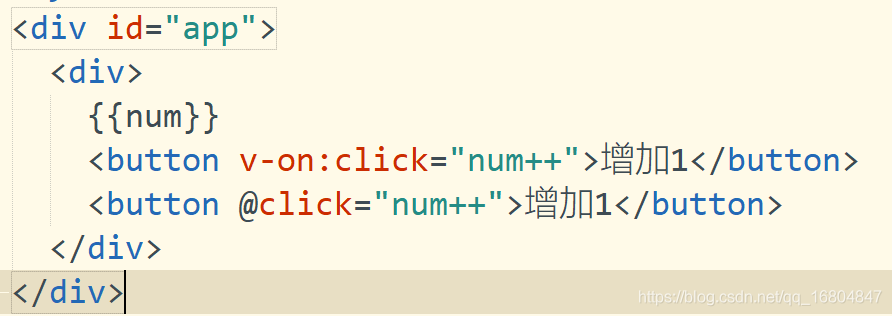 <div id="app">
<div>
{{num}}
<button v-on:click="num++">增加1</button>
<button @click="num++">增加1</button>
</div>
</div>
https://blog.csdn.net/qq_16804847